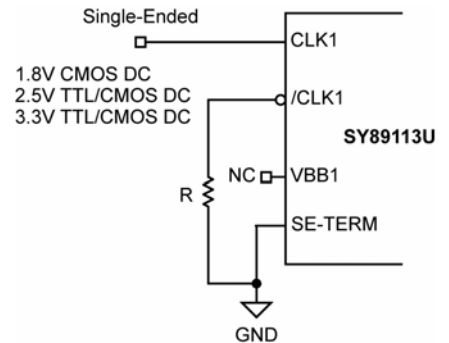 Single-Ended
CLK1
1.8V CMOS DC
2.5V TTL/CMOS DC
3.3V TTL/CMOS DC
/CLK1
SY89113U
NC
VBB1
R
SE-TERM
GND